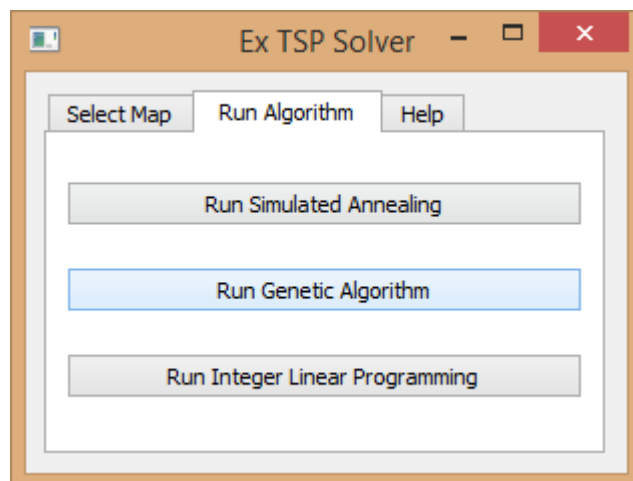 Ex TSP Solver
Select Map Run Algorithm Help
Run Simulated Annealing
Run Genetic Algorithm
Run Integer Linear Programming